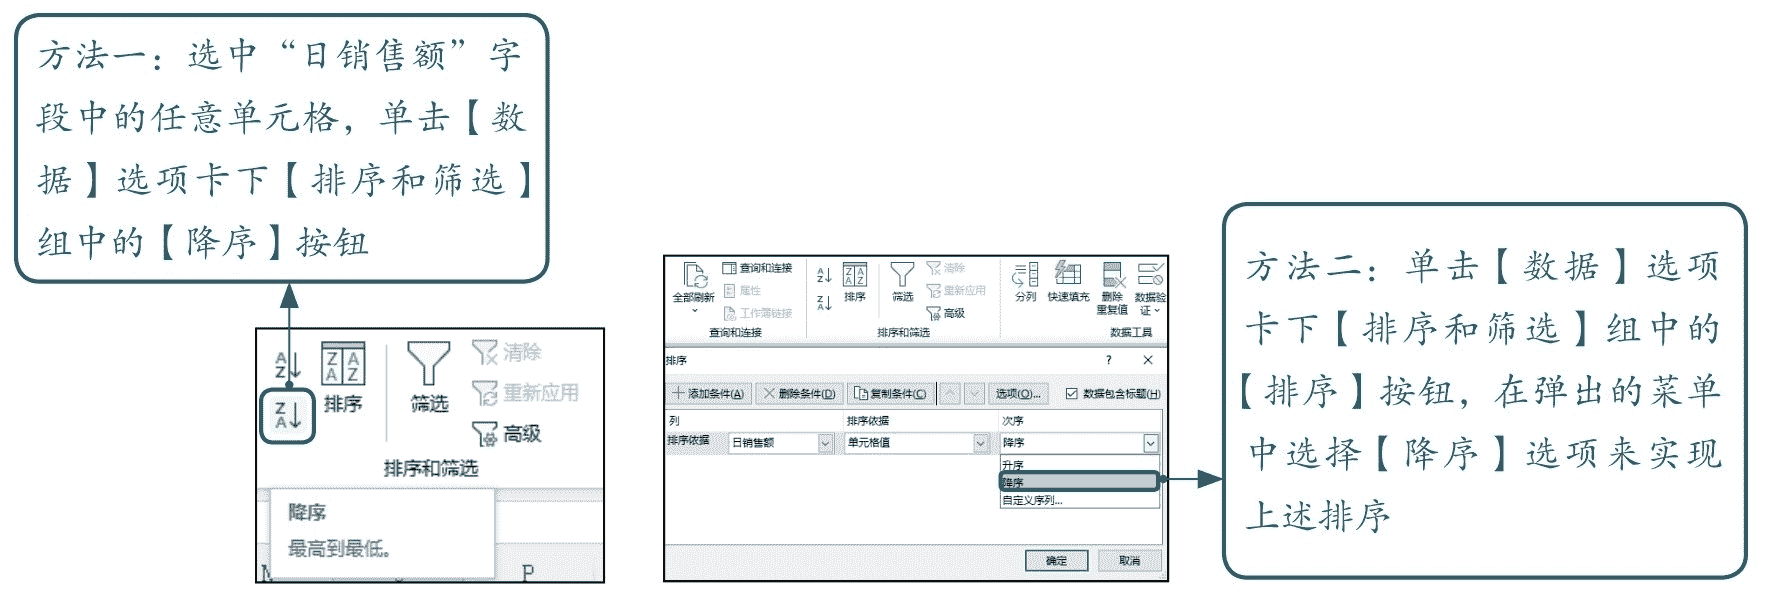 方法一：选中“日销售额”字
段中的任意单元格，单击【数
据】选项卡下【排序和筛选】
组中的【降序】按钮
清除
重新应用
排序
筛选
高级
排序和筛选
降序
最高到最低。
P
全部刷新
查询和连接
属性
工作簿链接
查询和连接
排序
筛选
清除
重新应用
高级
排序和筛选
分列
快速填充
删除
重复值
数据验
证
数据工具
排序 ? ×
添加条件(A) 删除条件(D) 复制条件(C) 选项(O)... 数据包含标题(H)
列 排序依据 次序
排序依据 日销售额 单元格值 降序
升序
降序
自定义序列...
确定 取消
方法二：单击【数据】选项
卡下【排序和筛选】组中的
【排序】按钮，在弹出的菜单
中选择【降序】选项来实现
上述排序